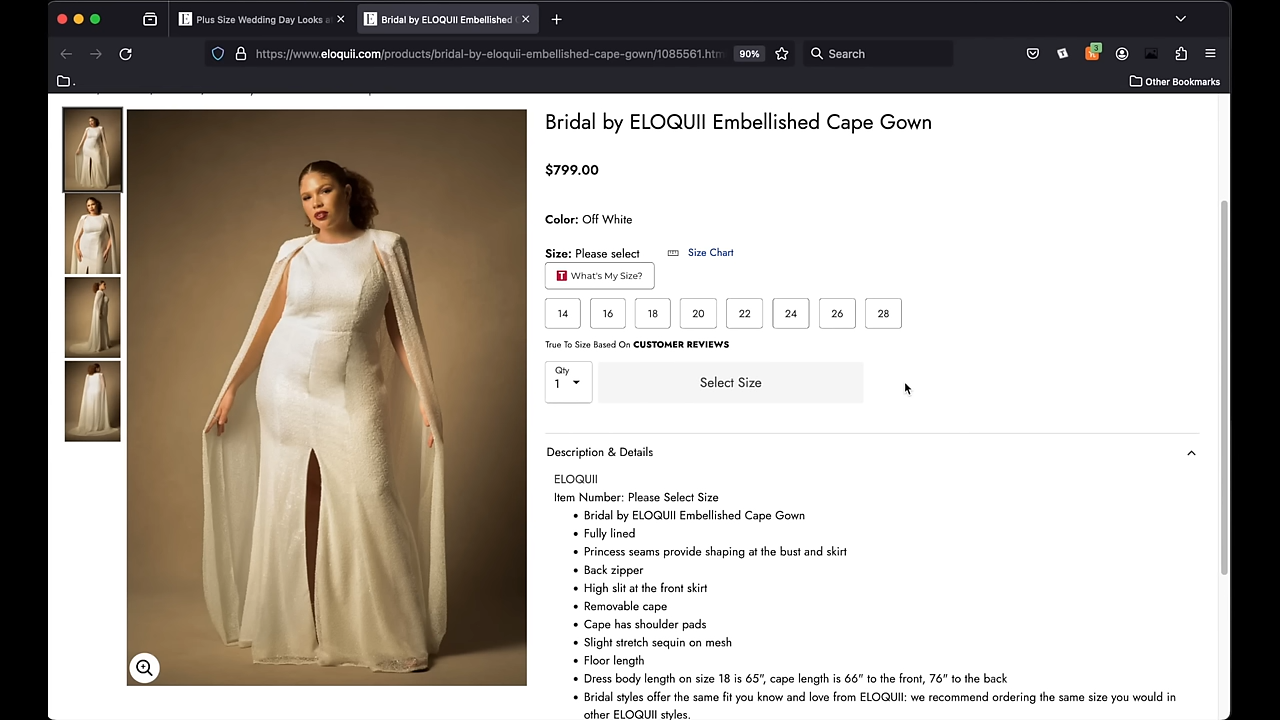 Plus Size Wedding Day Looks a
Bridal by ELOQUII Embellished
https://www.eloquii.com/products/bridal-by-eloquii-embellished-cape-gown/1085561.htm
90%
Search
3
.
Other Bookmarks
Bridal by ELOQUII Embellished Cape Gown
$799.00
Color: Off White
Size: Please select
Size Chart
T What's My Size?
14 16 18 20 22 24 26 28
True To Size Based On CUSTOMER REVIEWS
Qty
1
Select Size
Description & Details
ELOQUII
Item Number: Please Select Size
• Bridal by ELOQUII Embellished Cape Gown
• Fully lined
• Princess seams provide shaping at the bust and skirt
• Back zipper
• High slit at the front skirt
• Removable cape
• Cape has shoulder pads
• Slight stretch sequin on mesh
• Floor length
• Dress body length on size 18 is 65", cape length is 66" to the front, 76" to the back
• Bridal styles offer the same fit you know and love from ELOQUII: we recommend ordering the same size you would in
other ELOQUII styles.